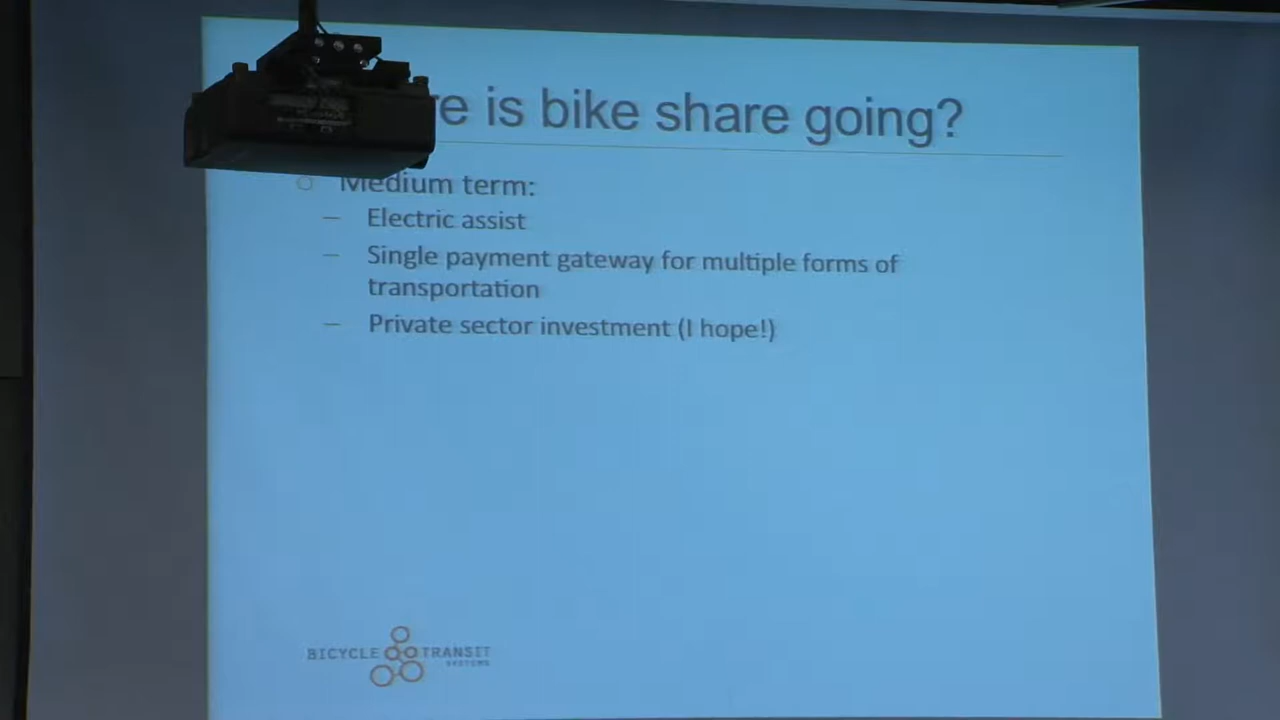 is bike share going?
Medium term:
– Electric assist
– Single payment gateway for multiple forms of
transportation
– Private sector investment (I hope!)
BICYCLE TRANSIT
SYSTEMS